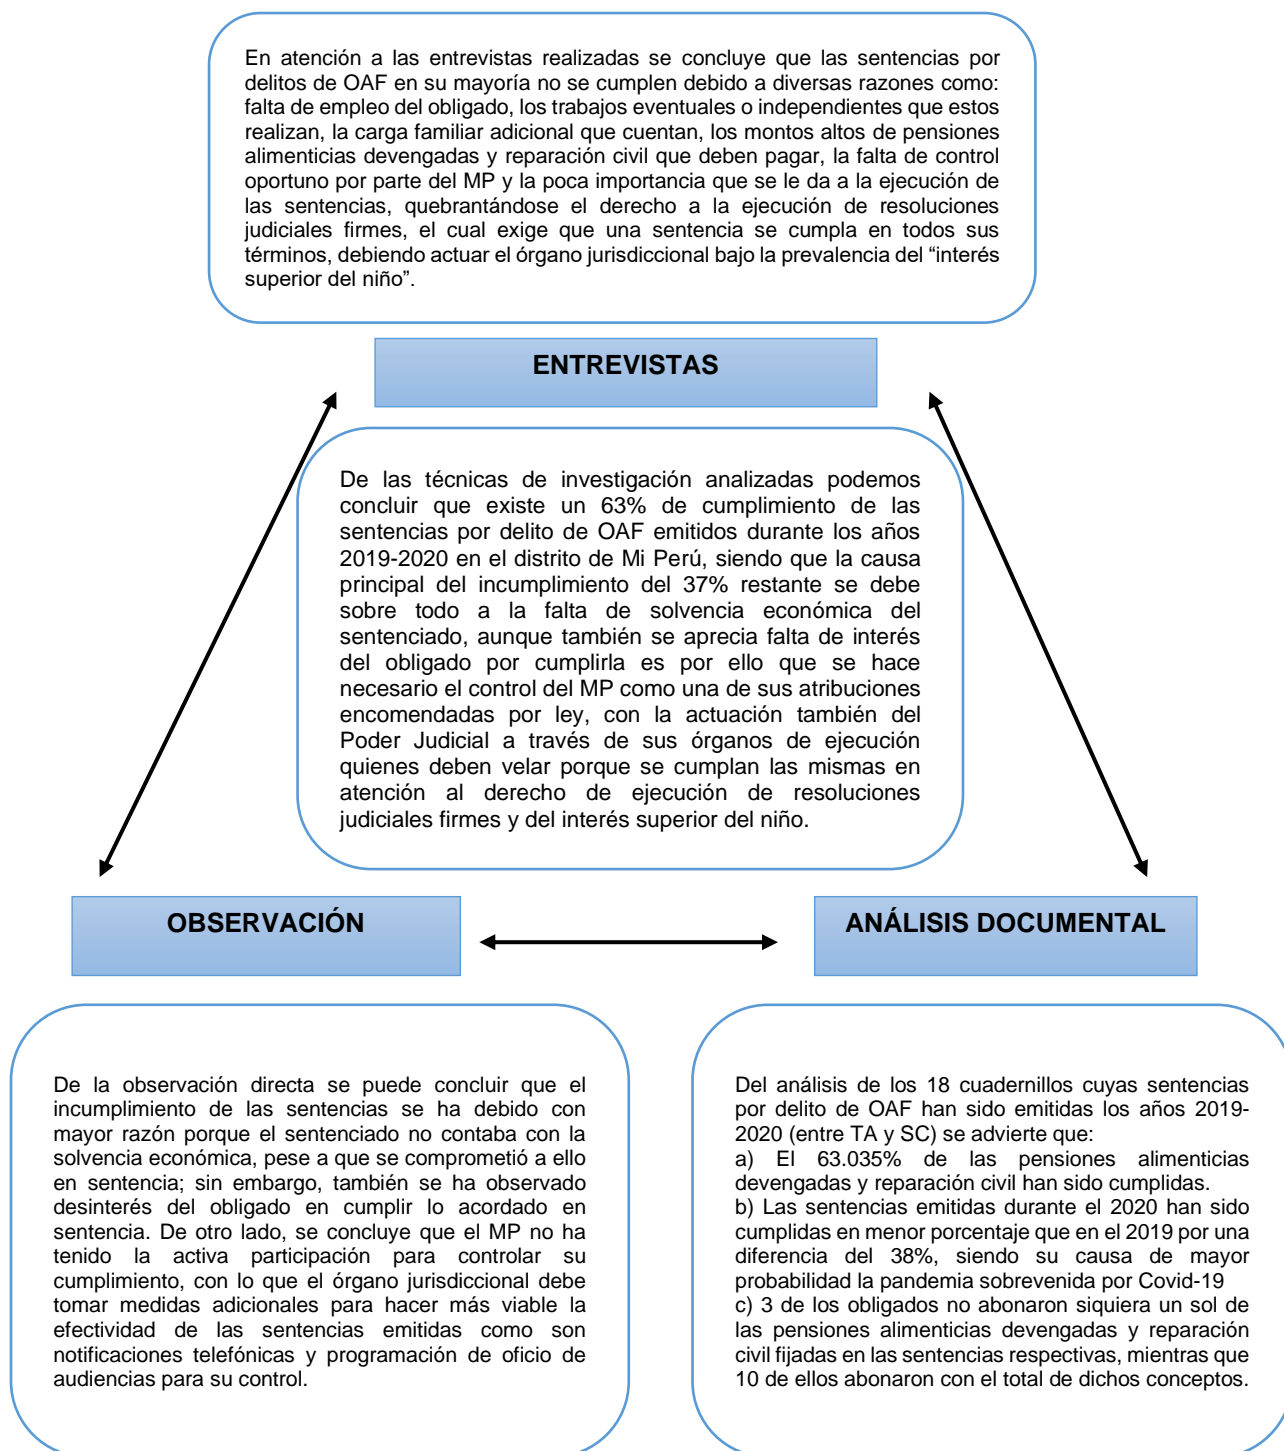 En atención a las entrevistas realizadas se concluye que las sentencias por
delitos de OAF en su mayoría no se cumplen debido a diversas razones como:
falta de empleo del obligado, los trabajos eventuales o independientes que estos
realizan, la carga familiar adicional que cuentan, los montos altos de pensiones
alimenticias devengadas y reparación civil que deben pagar, la falta de control
oportuno por parte del MP y la poca importancia que se le da a la ejecución de
las sentencias, quebrantándose el derecho a la ejecución de resoluciones
judiciales firmes, el cual exige que una sentencia se cumpla en todos sus
términos, debiendo actuar el órgano jurisdiccional bajo la prevalencia del “interés
superior del niño”.
ENTREVISTAS
De las técnicas de investigación analizadas podemos
concluir que existe un 63% de cumplimiento de las
sentencias por delito de OAF emitidos durante los años
2019-2020 en el distrito de Mi Perú, siendo que la causa
principal del incumplimiento del 37% restante se debe
sobre todo a la falta de solvencia económica del
sentenciado, aunque también se aprecia falta de interés
del obligado por cumplirla es por ello que se hace
necesario el control del MP como una de sus atribuciones
encomendadas por ley, con la actuación también del
Poder Judicial a través de sus órganos de ejecución
quienes deben velar porque se cumplan las mismas en
atención al derecho de ejecución de resoluciones
judiciales firmes y del interés superior del niño.
OBSERVACIÓN
ANÁLISIS DOCUMENTAL
De la observación directa se puede concluir que el
incumplimiento de las sentencias se ha debido con
mayor razón porque el sentenciado no contaba con la
solvencia económica, pese a que se comprometió a ello
en sentencia; sin embargo, también se ha observado
desinterés del obligado en cumplir lo acordado en
sentencia. De otro lado, se concluye que el MP no ha
tenido la activa participación para controlar su
cumplimiento, con lo que el órgano jurisdiccional debe
tomar medidas adicionales para hacer más viable la
efectividad de las sentencias emitidas como son
notificaciones telefónicas y programación de oficio de
audiencias para su control.
Del análisis de los 18 cuadernillos cuyas sentencias
por delito de OAF han sido emitidas los años 2019-
2020 (entre TA y SC) se advierte que:
a) El 63.035% de las pensiones alimenticias
devengadas y reparación civil han sido cumplidas.
b) Las sentencias emitidas durante el 2020 han sido
cumplidas en menor porcentaje que en el 2019 por una
diferencia del 38%, siendo su causa de mayor
probabilidad la pandemia sobrevenida por Covid-19
c) 3 de los obligados no abonaron siquiera un sol de
las pensiones alimenticias devengadas y reparación
civil fijadas en las sentencias respectivas, mientras que
10 de ellos abonaron con el total de dichos conceptos.